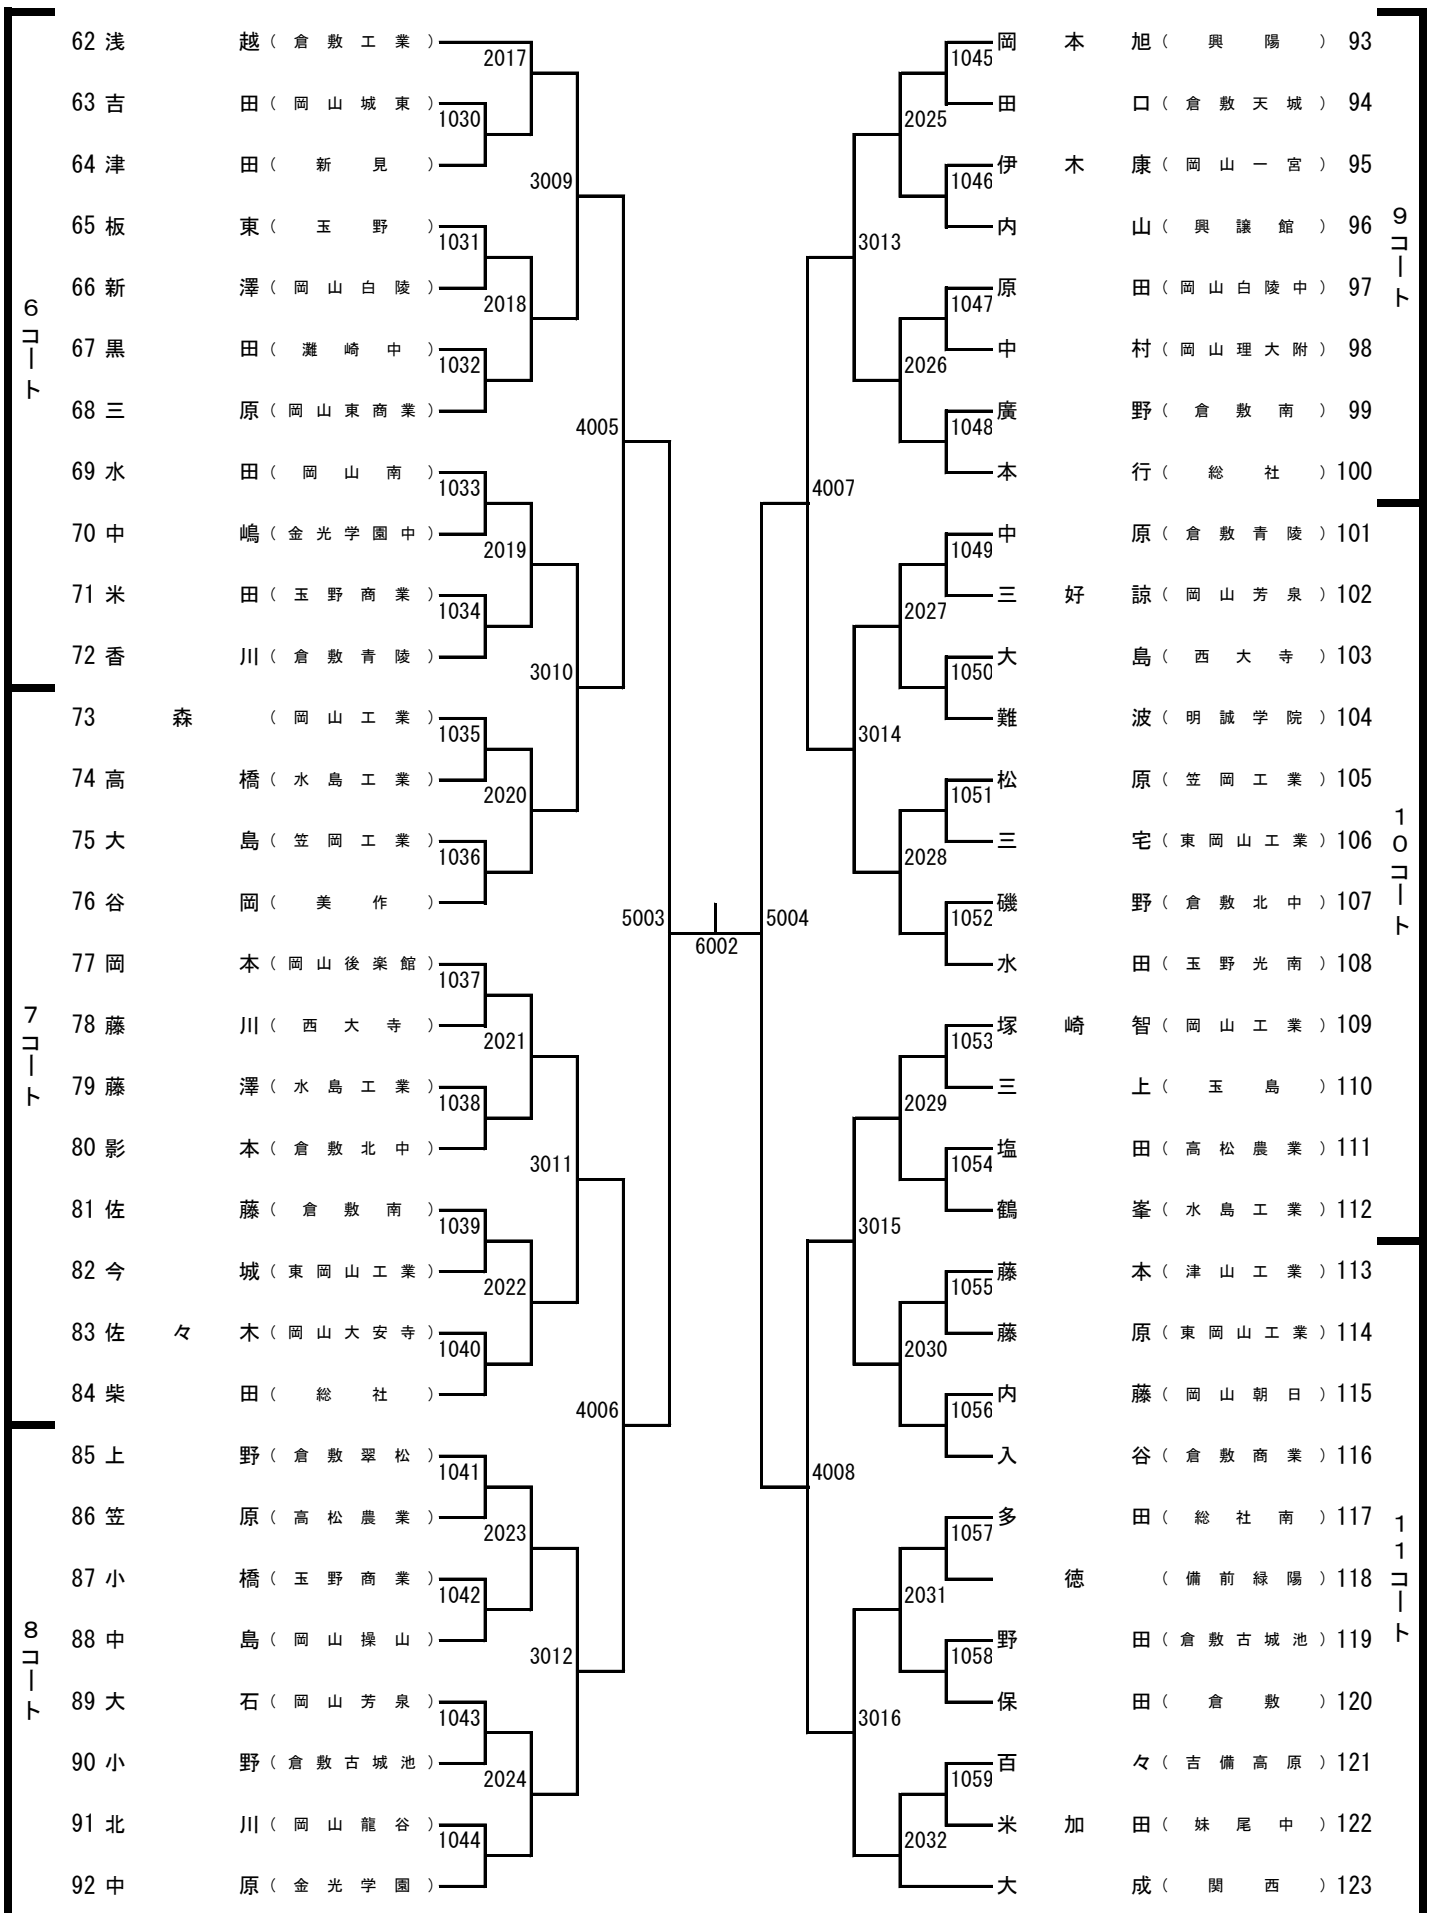 62 浅越（倉敷工業）
63 吉田（岡山城東）
64 津田（新見）
65 板東（玉野）
66 新澤（岡山白陵）
67 黒田（灘崎中）
68 三原（岡山東商業）
69 水田（岡山南）
70 中嶋（金光学園中）
71 米田（玉野商業）
72 香川（倉敷青陵）
73 森（岡山工業）
74 高橋（水島工業）
75 大島（笠岡工業）
76 谷岡（美作）
77 岡本（岡山後楽館）
78 藤川（西大寺）
79 藤澤（水島工業）
80 影本（倉敷北中）
81 佐藤（倉敷南）
82 今城（東岡山工業）
83 佐々木（岡山大安寺）
84 柴田（総社）
85 上野（倉敷翠松）
86 笠原（高松農業）
87 小橋（玉野商業）
88 中島（岡山操山）
89 大石（岡山芳泉）
90 小野（倉敷古城池）
91 北川（岡山龍谷）
92 中原（金光学園）
6コート
7コート
8コート
1030
1031
1032
1033
1034
1035
1036
1037
1038
1039
1040
1041
1042
1043
1044
2017
2018
2019
2020
2021
2022
2023
2024
3009
3010
3011
3012
4005
4006
5003
6002
5004
4007
4008
3013
3014
3015
3016
2025
2026
2027
2028
2029
2030
2031
2032
1045
1046
1047
1048
1049
1050
1051
1052
1053
1054
1055
1056
1057
1058
1059
岡本旭（興陽）93
田口（倉敷天城）94
伊木康（岡山一宮）95
内山（興譲館）96
原田（岡山白陵中）97
中村（岡山理大附）98
廣野（倉敷南）99
本行（総社）100
中原（倉敷青陵）101
三好諒（岡山芳泉）102
大島（西大寺）103
難波（明誠学院）104
松原（笠岡工業）105
三宅（東岡山工業）106
磯野（倉敷北中）107
水田（玉野光南）108
塚崎智（岡山工業）109
三上（玉島）110
塩田（高松農業）111
鶴峯（水島工業）112
藤本（津山工業）113
藤原（東岡山工業）114
内藤（岡山朝日）115
入谷（倉敷商業）116
多田（総社南）117
徳（備前緑陽）118
野田（倉敷古城池）119
保田（倉敷）120
百々（吉備高原）121
米加田（妹尾中）122
大成（関西）123
9コート
10コート
11コート